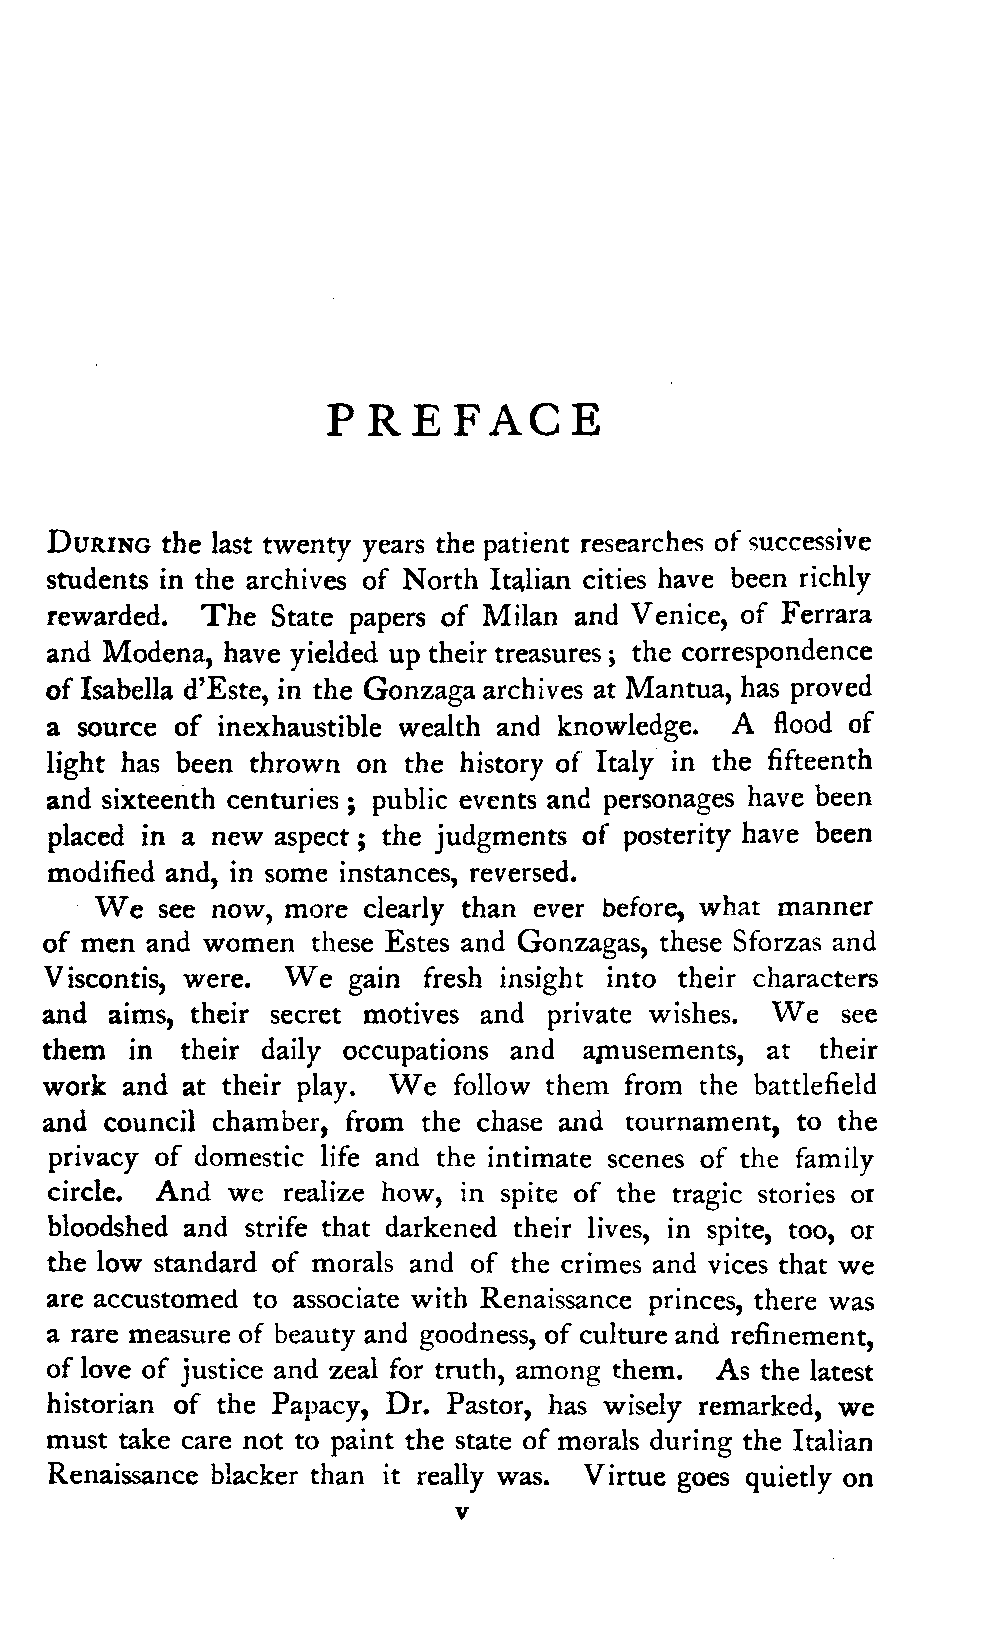 PREFACE
DURING the last twenty years the patient researches of successive
students in the archives of North Italian cities have been richly
rewarded. The State papers of Milan and Venice, of Ferrara
and Modena, have yielded up their treasures; the correspondence
of Isabella d'Este, in the Gonzaga archives at Mantua, has proved
a source of inexhaustible wealth and knowledge. A flood of
light has been thrown on the history of Italy in the fifteenth
and sixteenth centuries; public events and personages have been
placed in a new aspect; the judgments of posterity have been
modified and, in some instances, reversed.
We see now, more clearly than ever before, what manner
of men and women these Estes and Gonzagas, these Sforzas and
Viscontis, were. We gain fresh insight into their characters
and aims, their secret motives and private wishes. We see
them in their daily occupations and amusements, at their
work and at their play. We follow them from the battlefield
and council chamber, from the chase and tournament, to the
privacy of domestic life and the intimate scenes of the family
circle. And we realize how, in spite of the tragic stories or
bloodshed and strife that darkened their lives, in spite, too, or
the low standard of morals and of the crimes and vices that we
are accustomed to associate with Renaissance princes, there was
a rare measure of beauty and goodness, of culture and refinement,
of love of justice and zeal for truth, among them. As the latest
historian of the Papacy, Dr. Pastor, has wisely remarked, we
must take care not to paint the state of morals during the Italian
Renaissance blacker than it really was. Virtue goes quietly on
v